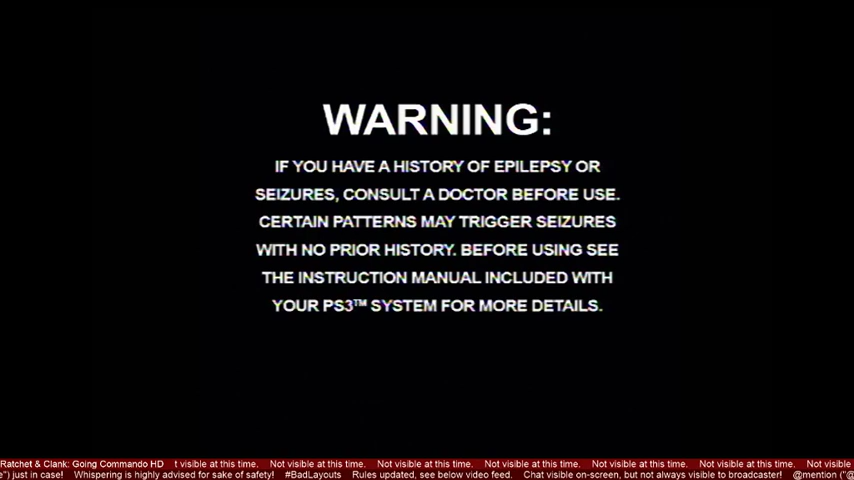 WARNING:
IF YOU HAVE A HISTORY OF EPILEPSY OR
SEIZURES, CONSULT A DOCTOR BEFORE USE.
CERTAIN PATTERNS MAY TRIGGER SEIZURES
WITH NO PRIOR HISTORY. BEFORE USING SEE
THE INSTRUCTION MANUAL INCLUDED WITH
YOUR PS3™ SYSTEM FOR MORE DETAILS.
Ratchet & Clank: Going Commando HD t visible at this time. Not visible at this time. Not visible at this time. Not visible at this time. Not visible at this time. Not visible at this time. Not visible
e") just in case! Whispering is highly advised for sake of safety! #BadLayouts Rules updated, see below video feed. Chat visible on-screen, but not always visible to broadcaster! @mention ("@